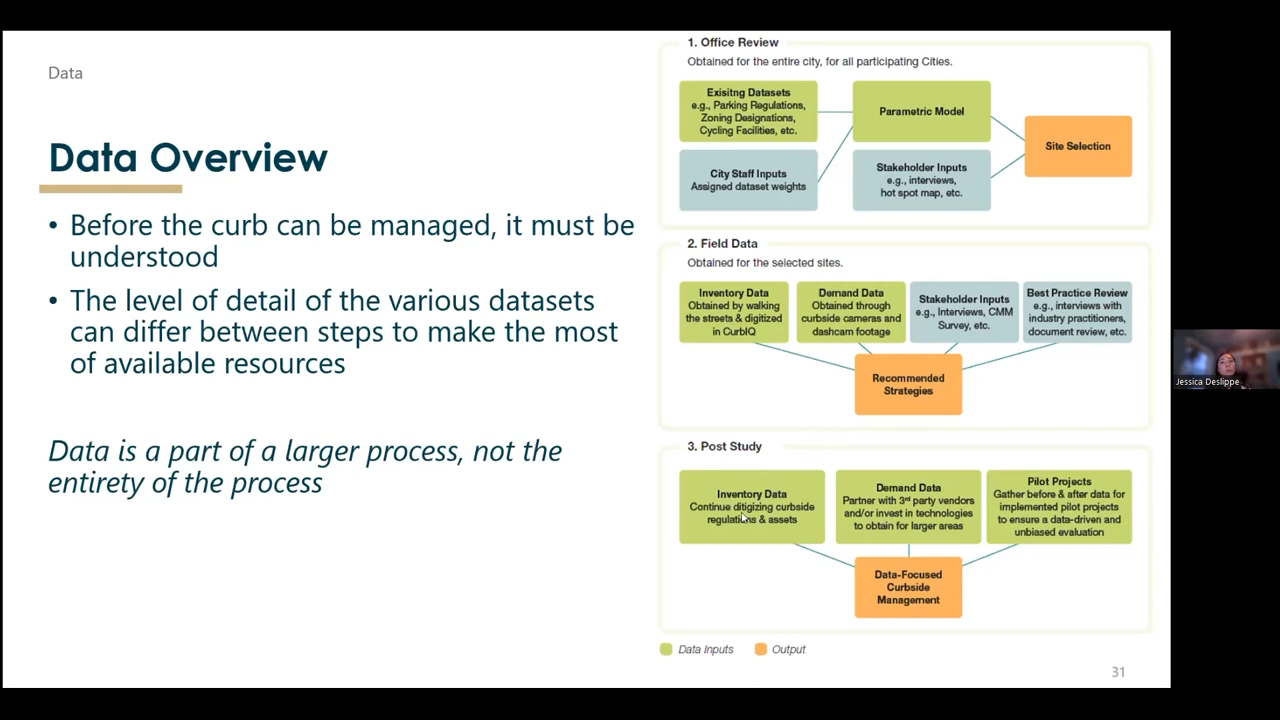 Data
Data Overview
• Before the curb can be managed, it must be
understood
• The level of detail of the various datasets
can differ between steps to make the most
of available resources
Data is a part of a larger process, not the
entirety of the process
1. Office Review
Obtained for the entire city, for all participating Cities.
Exisitng Datasets
e.g., Parking Regulations,
Zoning Designations,
Cycling Facilities, etc.
City Staff Inputs
Assigned dataset weights
Parametric Model
Stakeholder Inputs
e.g., interviews,
hot spot map, etc.
Site Selection
2. Field Data
Obtained for the selected sites.
Inventory Data
Obtained by walking
the streets & digitized
in CurbIQ
Demand Data
Obtained through
curbside cameras and
dashcam footage
Stakeholder Inputs
e.g., Interviews, CMM
Survey, etc.
Best Practice Review
e.g., interviews with
industry practitioners,
document review, etc.
Recommended
Strategies
3. Post Study
Inventory Data
Continue ditigizing curbside
regulations & assets
Demand Data
Partner with 3rd party vendors
and/or invest in technologies
to obtain for larger areas
Pilot Projects
Gather before & after data for
implemented pilot projects
to ensure a data-driven and
unbiased evaluation
Data-Focused
Curbside
Management
Data Inputs
Output
31
Jessica Deslippe